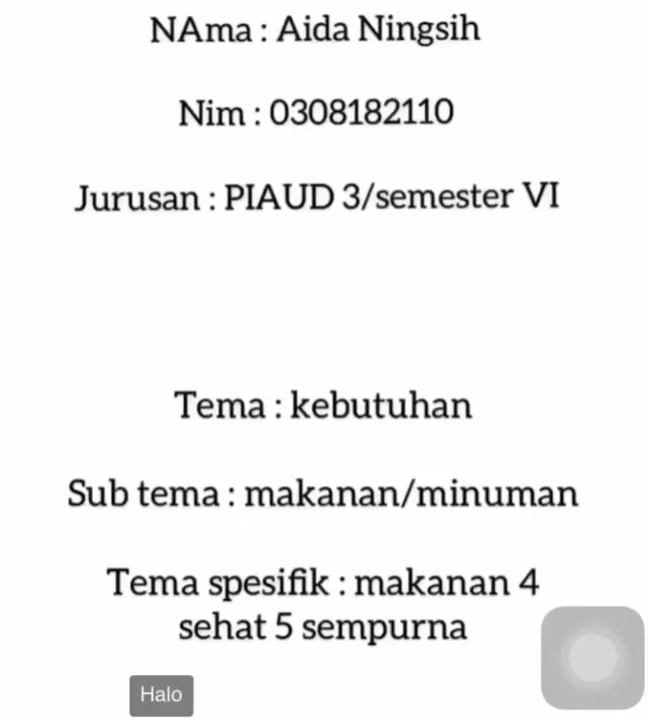 NAma : Aida Ningsih
Nim : 0308182110
Jurusan : PIAUD 3/semester VI
Tema : kebutuhan
Sub tema : makanan/minuman
Tema spesifik : makanan 4
sehat 5 sempurna
Halo